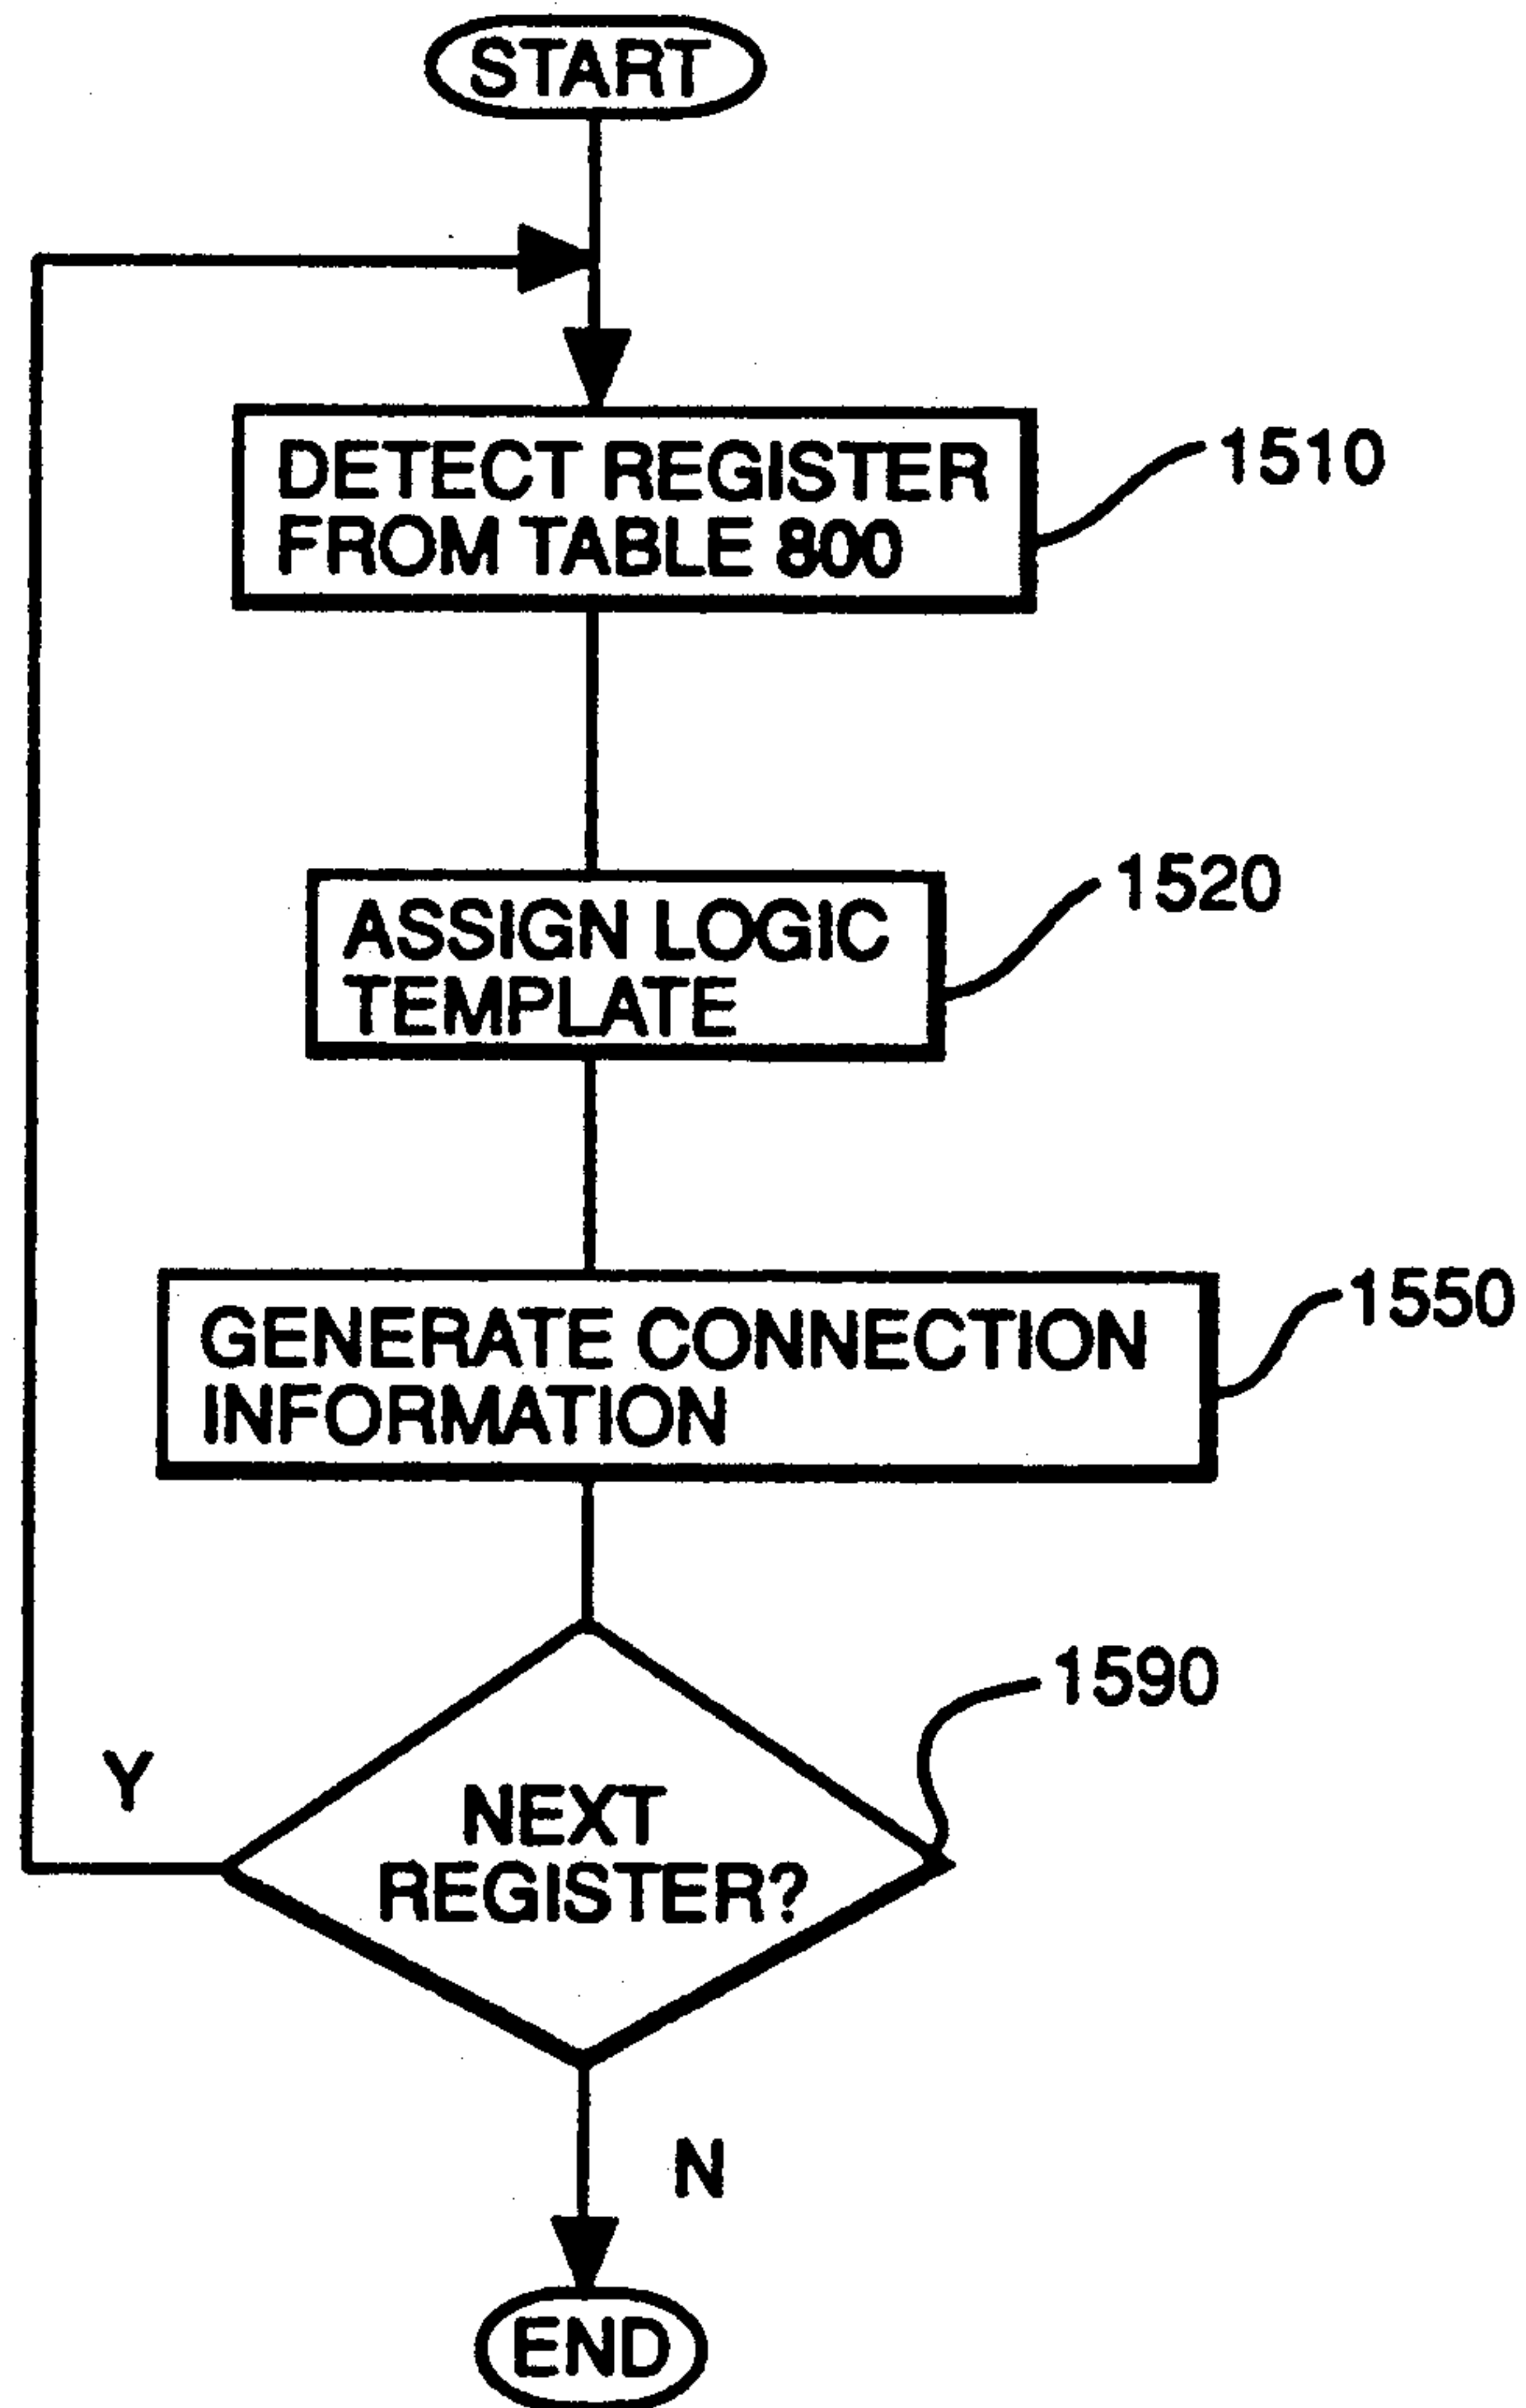 START
DETECT REGISTER
FROM TABLE 800
1510
ASSIGN LOGIC
TEMPLATE
1520
GENERATE CONNECTION
INFORMATION
1550
NEXT
REGISTER?
1590
Y
N
END